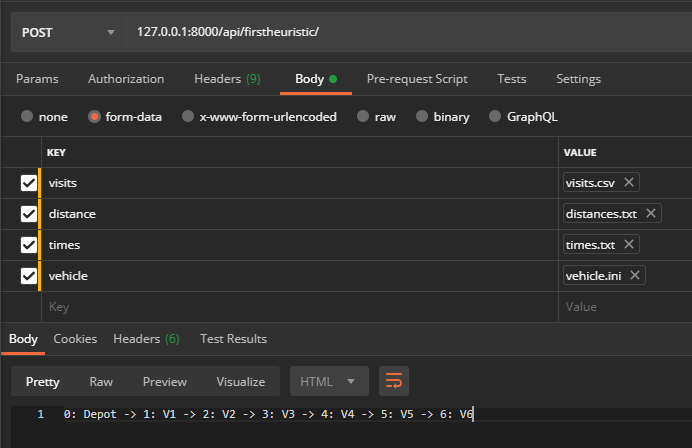 POST 127.0.0.1:8000/api/firstheuristic/
Params Authorization Headers (9) Body Pre-request Script Tests Settings
none form-data x-www-form-urlencoded raw binary GraphQL
KEY VALUE
visits visits.csv
distance distances.txt
times times.txt
vehicle vehicle.ini
Key Value
Body Cookies Headers (6) Test Results
Pretty Raw Preview Visualize HTML
1 0: Depot -> 1: V1 -> 2: V2 -> 3: V3 -> 4: V4 -> 5: V5 -> 6: V6